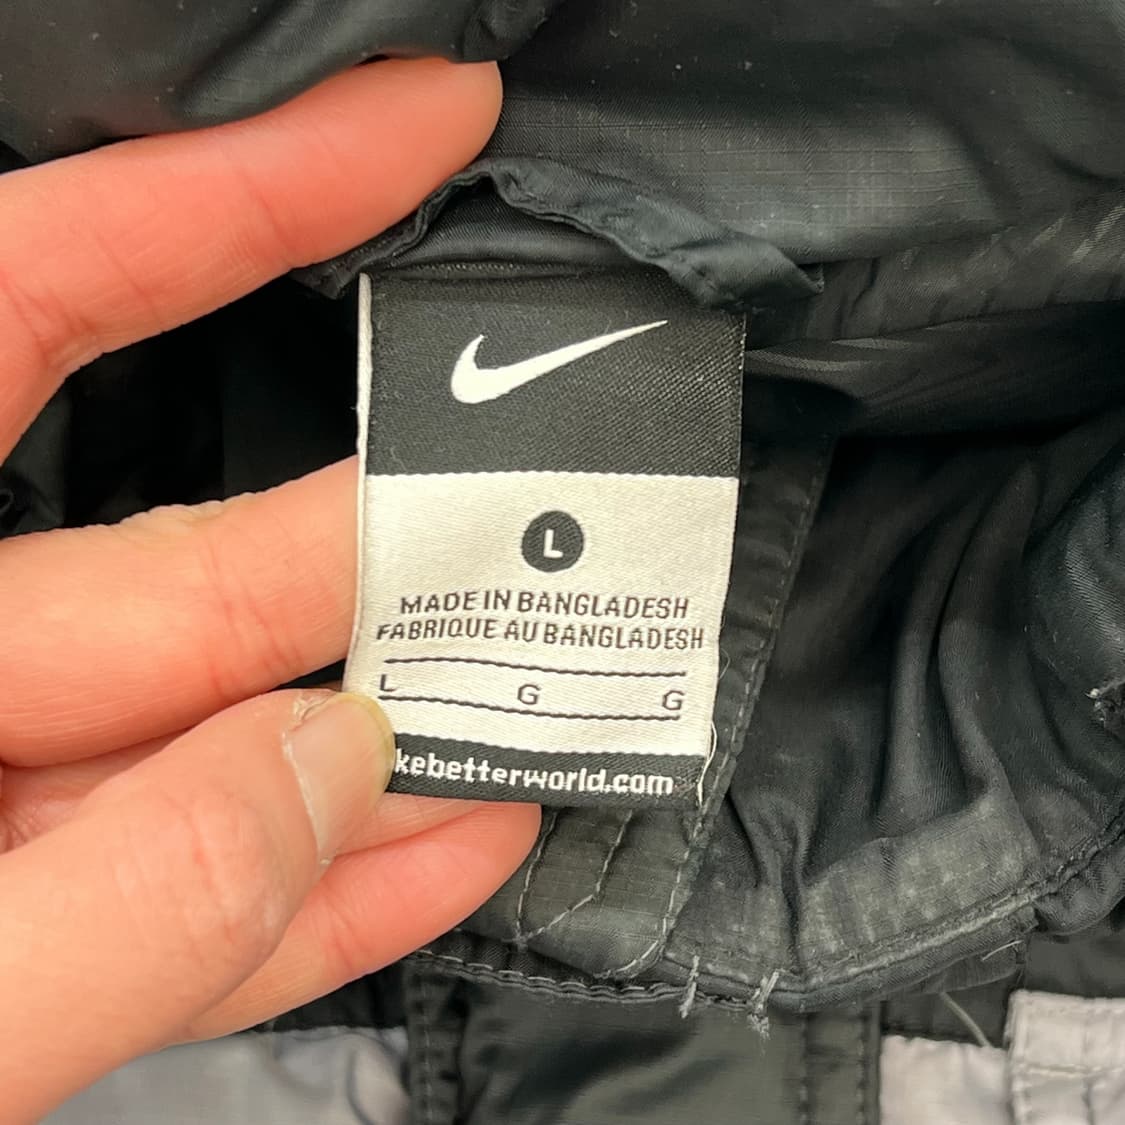 L
MADE IN BANGLADESH
FABRIQUE AU BANGLADESH
L G G
kebetterworld.com